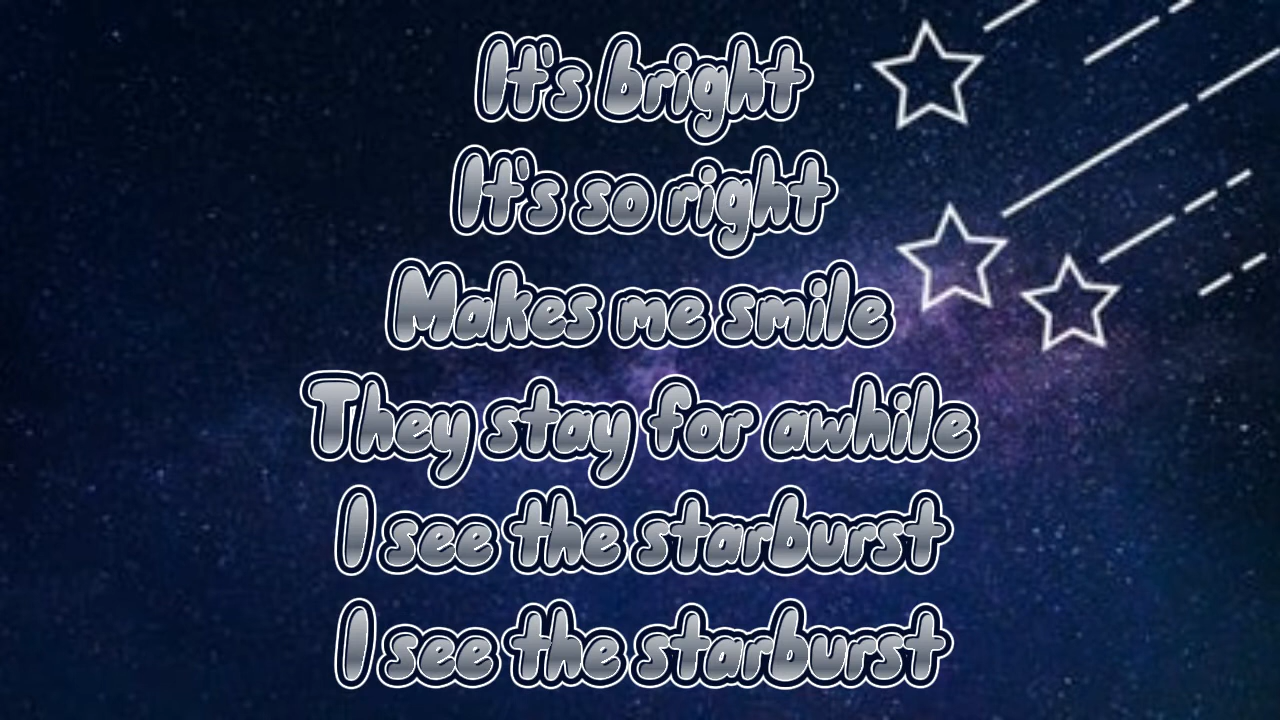 It's bright
It's so right
Makes me smile
They stay for awhile
I see the starburst
I see the starburst